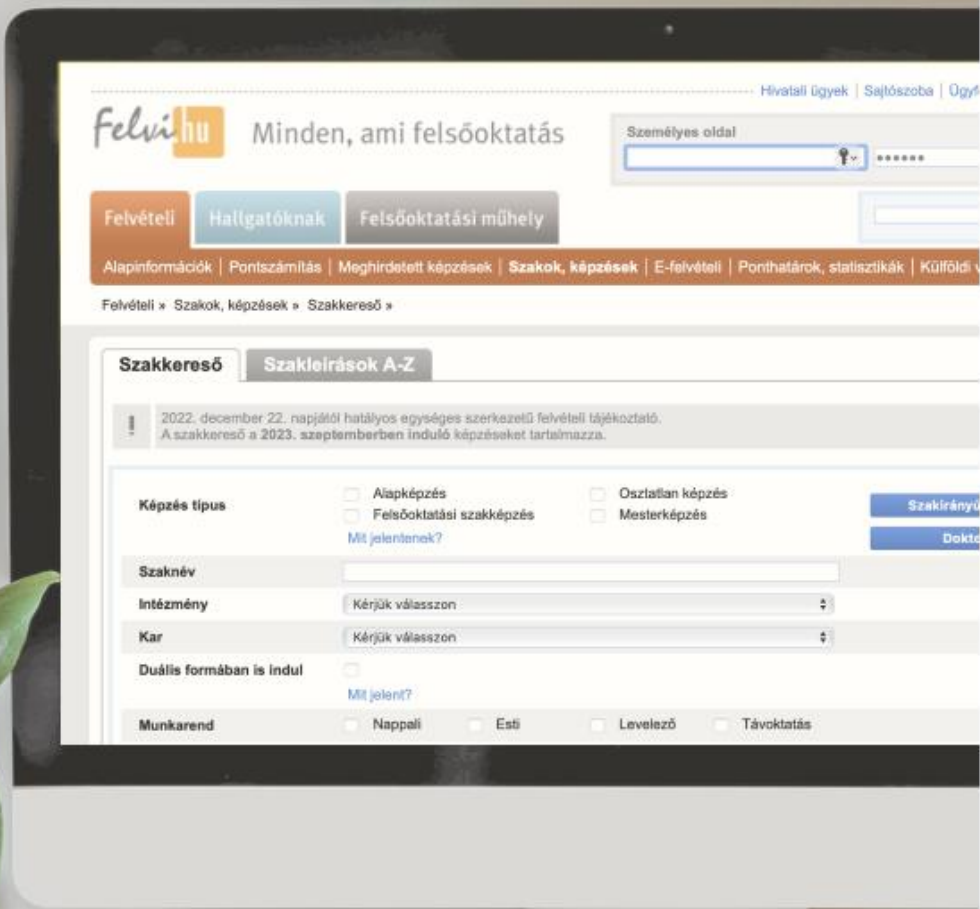 Hivatali ügyek | Sajtószoba |
Felvi.hu Minden, ami felsőoktatás
Személyes oldal
••••••
Felvételi Hallgatóknak Felsőoktatási műhely
Alapinformációk | Pontszámítás | Meghirdetett képzések | Szakok, képzések | E-felvételi | Ponthatárok, statisztikák | Külföldi
Felvételi » Szakok, képzések » Szakkereső »
Szakkereső Szakleírások A-Z
! 2022. december 22. napjától hatályos egységes szerkezetű felvételi tájékoztató.
A szakkereső a 2023. szeptemberben induló képzéseket tartalmazza.
Képzés típus Alapképzés Osztatlan képzés
Felsőoktatási szakképzés Mesterképzés
Mit jelentenek?
Szaknév
Intézmény Kérjük válasszon
Kar Kérjük válasszon
Duális formában is indul
Mit jelent?
Munkarend Nappali Esti Levelező Távoktatás